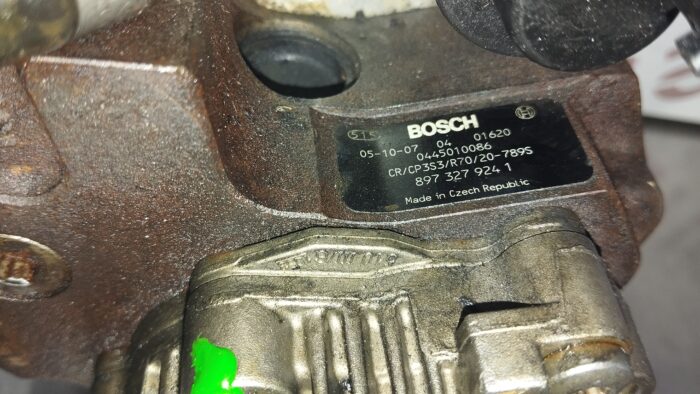 BOSCH
05-10-07 04 01620
0445010086
CR/CP3S3/R70/20-789S
897 327 924 1
Made in Czech Republic